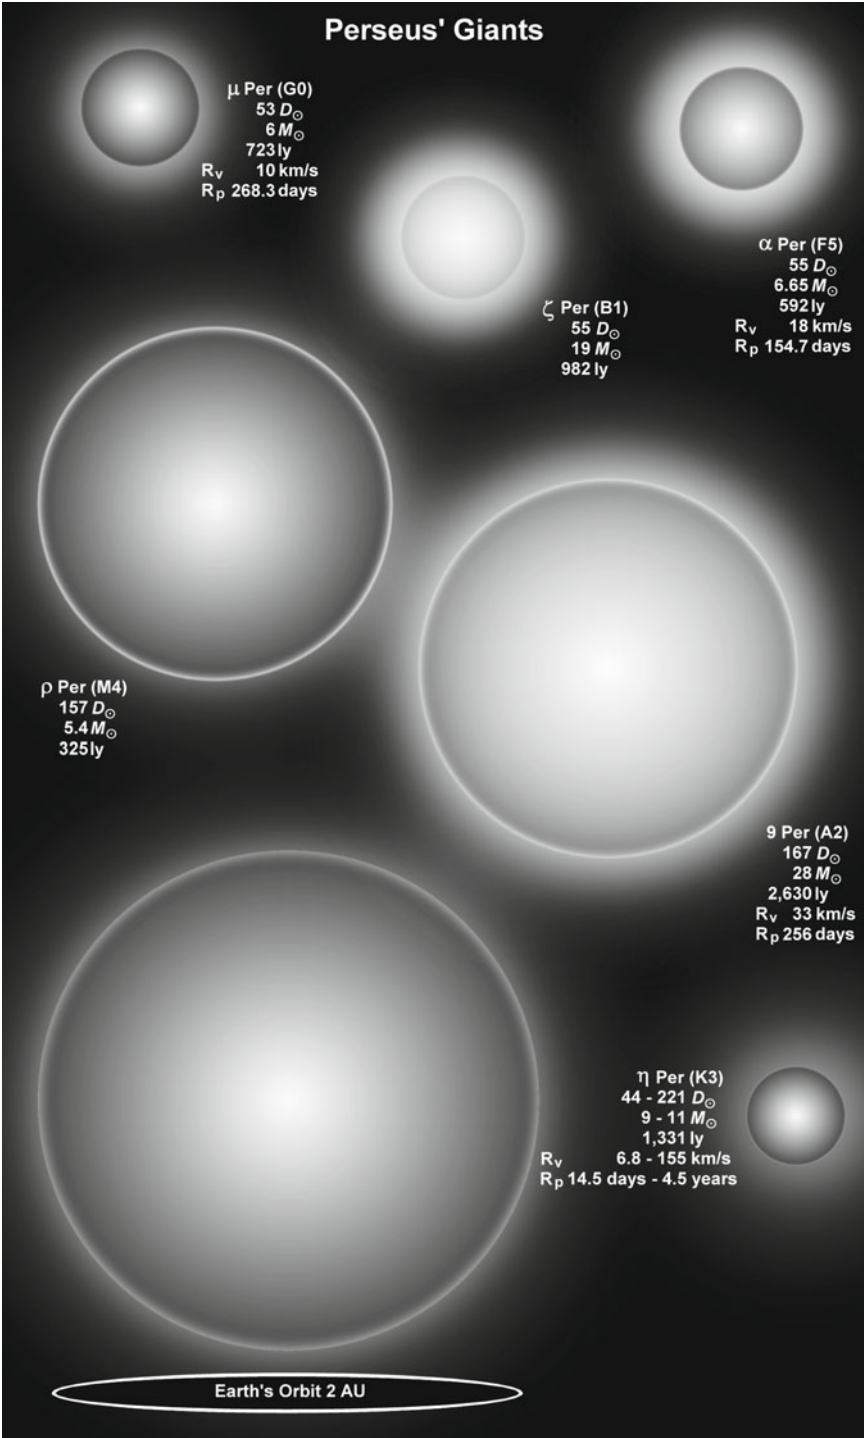 Perseus' Giants
μ Per (G0)
53 D☉
6 M☉
723 ly
Rv 10 km/s
Rp 268.3 days
α Per (F5)
55 D☉
6.65 M☉
592 ly
Rv 18 km/s
Rp 154.7 days
ζ Per (B1)
55 D☉
19 M☉
982 ly
ρ Per (M4)
157 D☉
5.4 M☉
325 ly
9 Per (A2)
167 D☉
28 M☉
2,630 ly
Rv 33 km/s
Rp 256 days
η Per (K3)
44 - 221 D☉
9 - 11 M☉
1,331 ly
Rv 6.8 - 155 km/s
Rp 14.5 days - 4.5 years
Earth's Orbit 2 AU